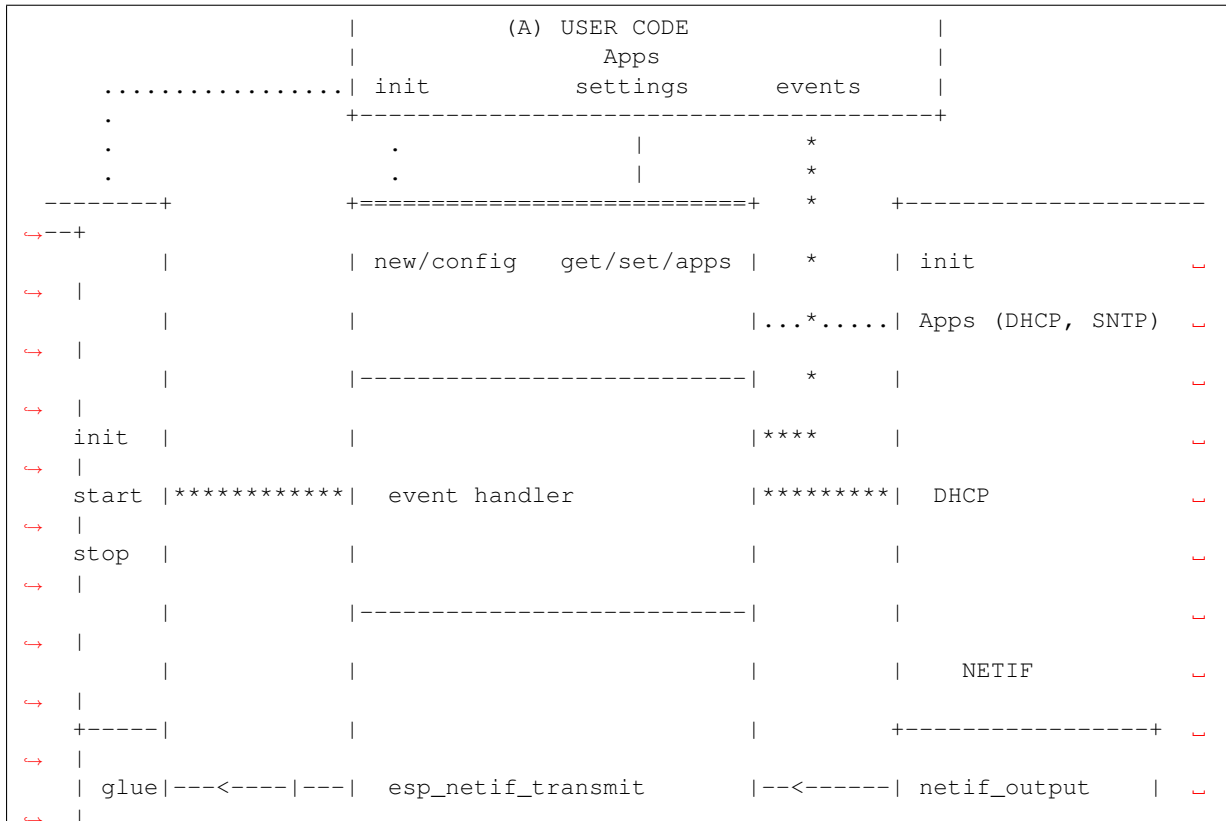 |          (A) USER CODE                 |
                      |                 Apps                   |
     .................| init          settings      events     |
     .                +----------------------------------------+
     .                   .                |           *
     .                   .                |           *
 --------+            +===========================+   *     +---------------------
↪--+
         |            | new/config   get/set/apps |   *     | init                ␣
↪  |
         |            |                           |...*.....| Apps (DHCP, SNTP)   ␣
↪  |
         |            |---------------------------|   *     |                     ␣
↪  |
   init  |            |                           |****     |                     ␣
↪  |
   start |************|  event handler            |*********|  DHCP               ␣
↪  |
   stop  |            |                           |         |                     ␣
↪  |
         |            |---------------------------|         |                     ␣
↪  |
         |            |                           |         |    NETIF            ␣
↪  |
   +-----|            |                           |         +-----------------+   ␣
↪  |
   | glue|---<----|---|  esp_netif_transmit       |--<------| netif_output    |   ␣
↪  |